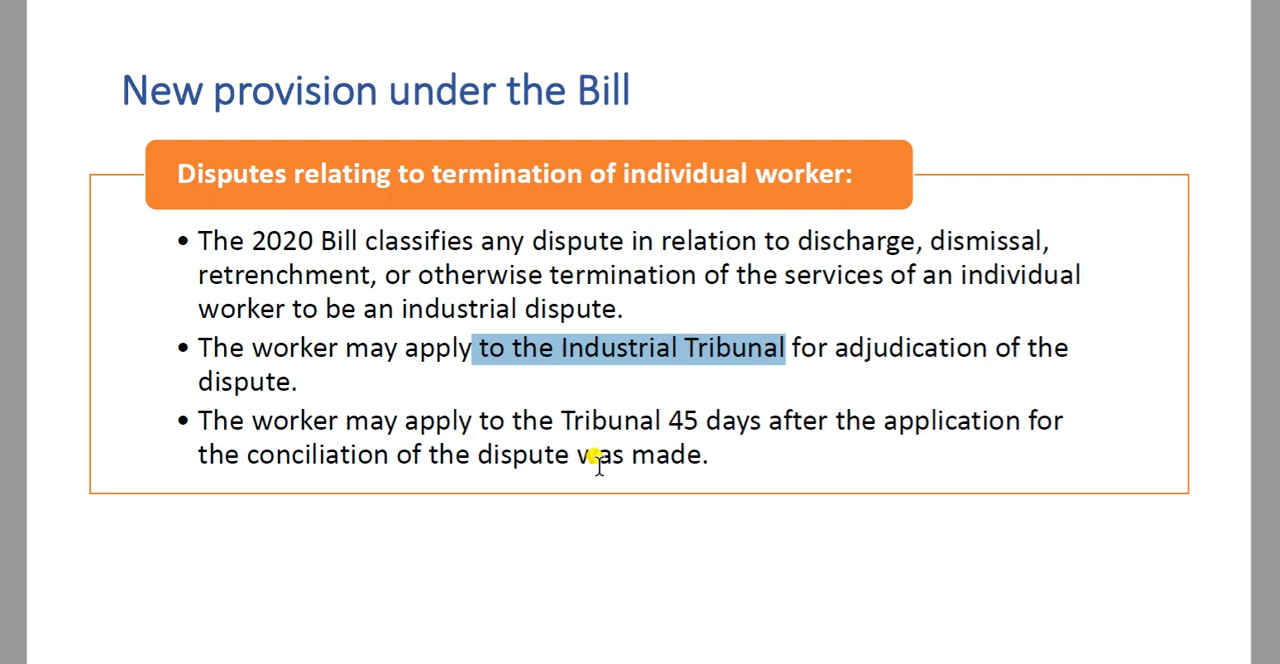 New provision under the Bill
Disputes relating to termination of individual worker:
• The 2020 Bill classifies any dispute in relation to discharge, dismissal,
retrenchment, or otherwise termination of the services of an individual
worker to be an industrial dispute.
• The worker may apply to the Industrial Tribunal for adjudication of the
dispute.
• The worker may apply to the Tribunal 45 days after the application for
the conciliation of the dispute was made.